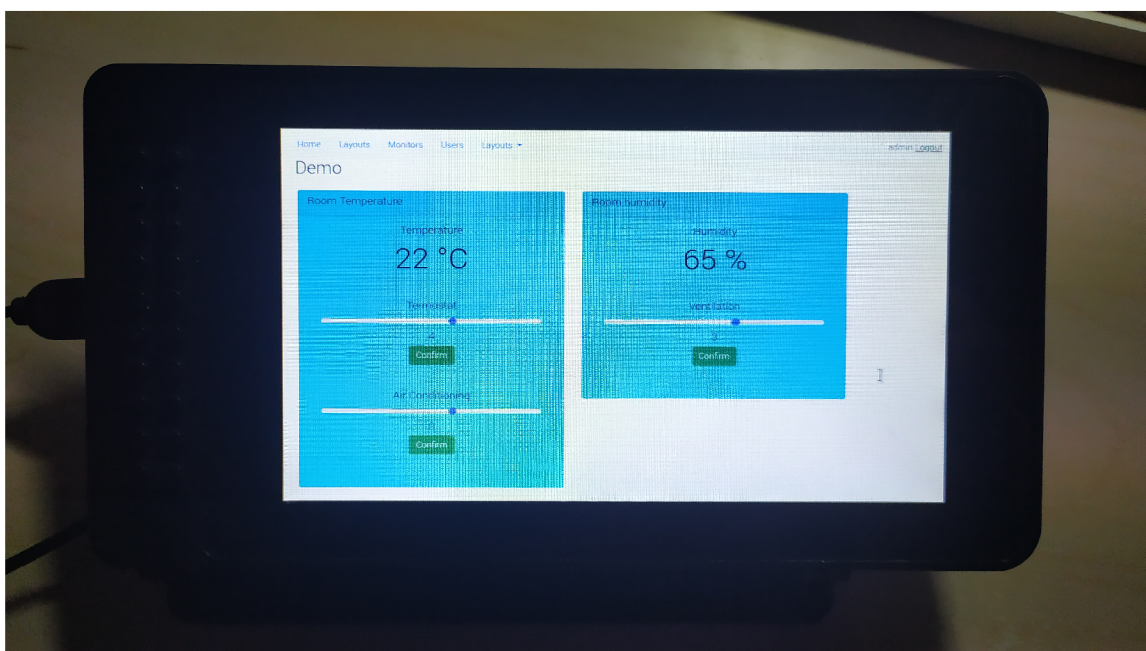 Home Layouts Monitors Users Layouts
admin Logout
Demo
Room Temperature
Temperature
22 °C
Termostat
Confirm
Air Conditioning
Confirm
Room humidity
Humidity
65 %
Ventilation
Confirm